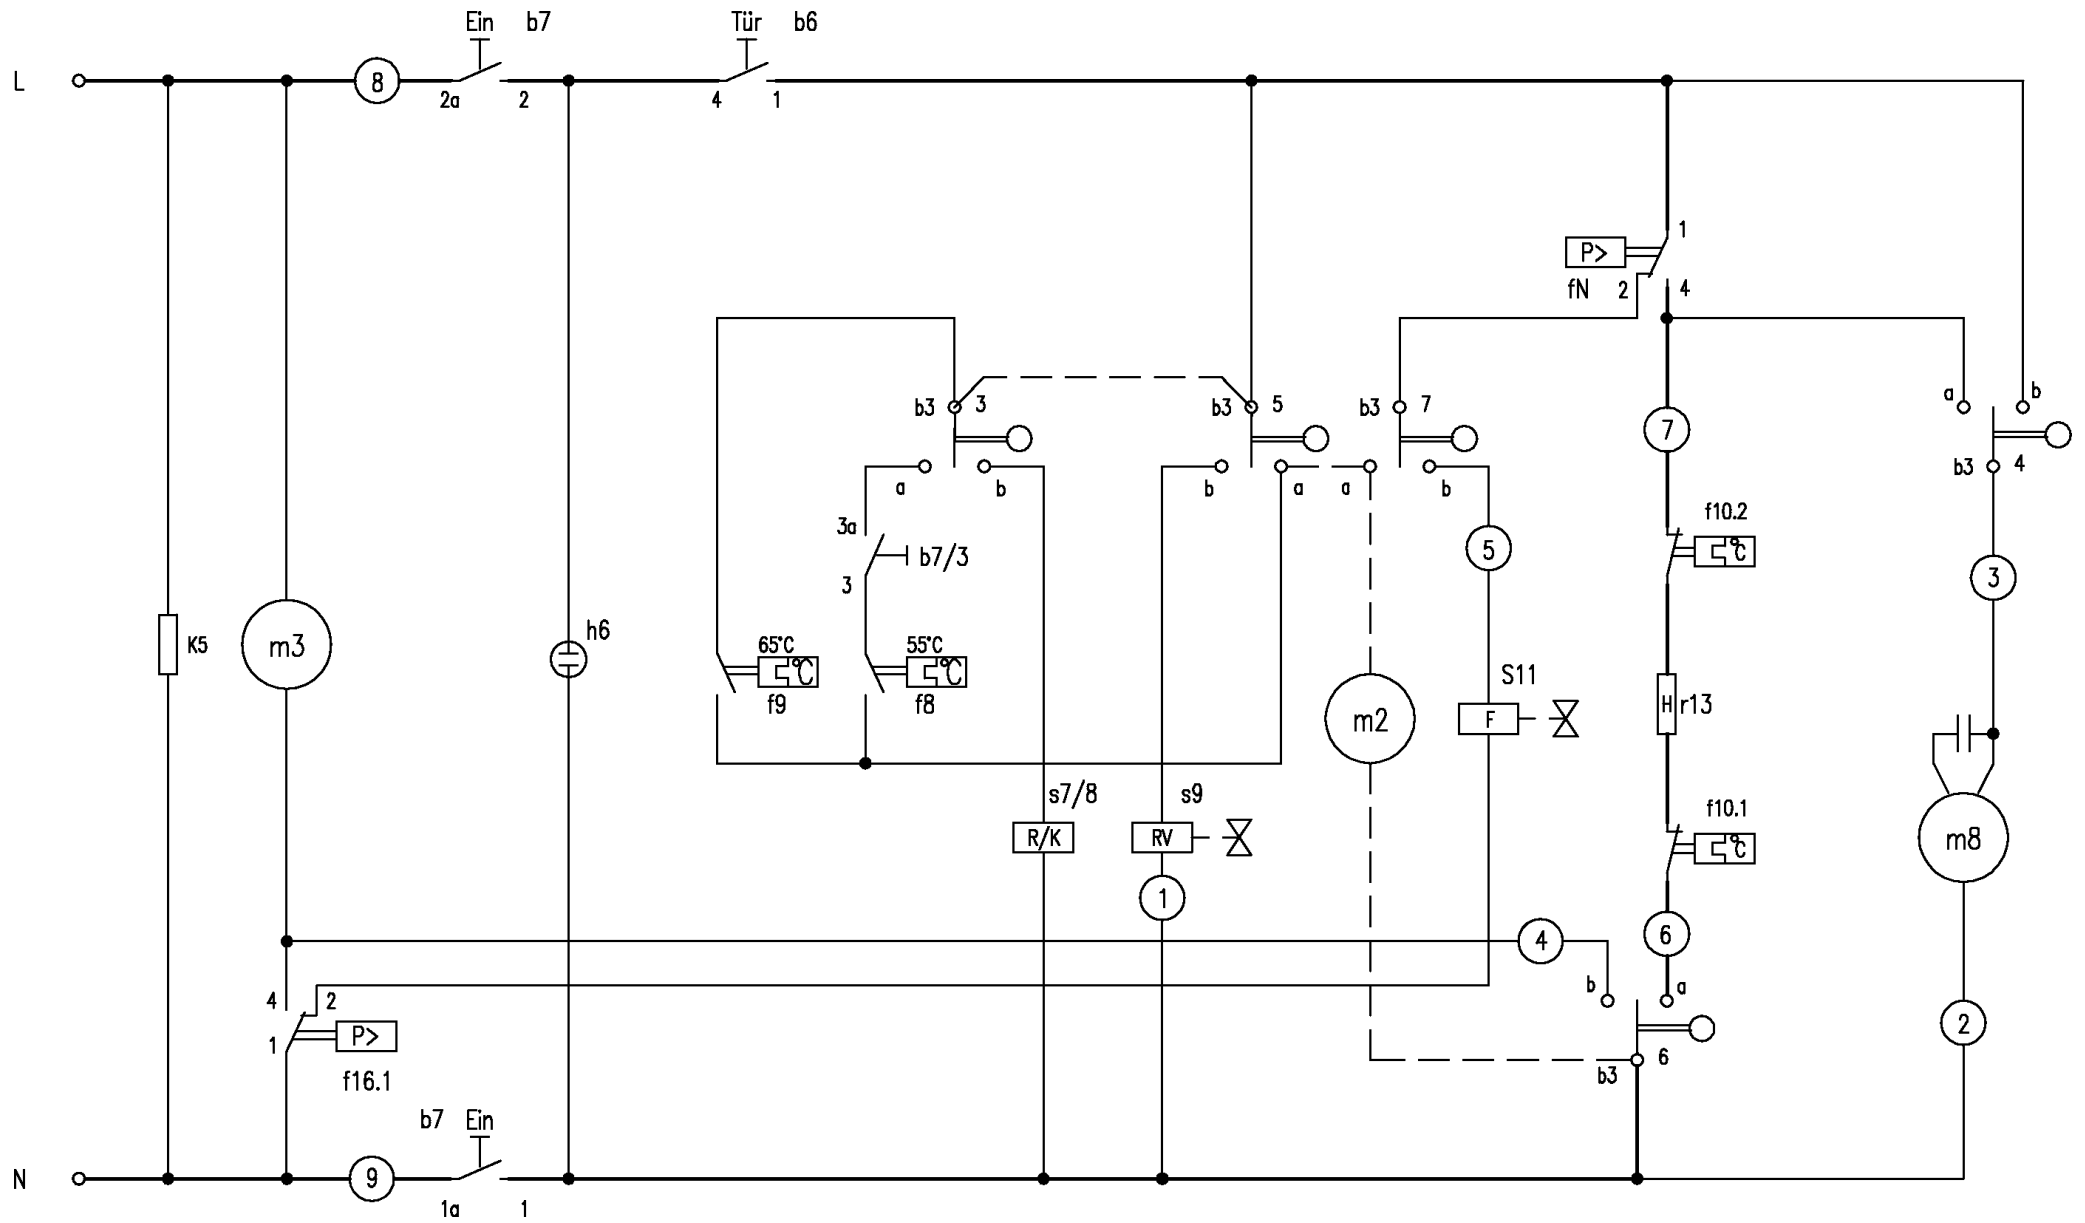 Ein b7
Tür b6
L
8
2a
2
4
1
1
P>
fN
2
4
b3
3
b3
5
b3
7
a
b
7
a
b
b
a
a
b
b3
4
3a
b7/3
3
5
f10.2
°C
3
h6
K5
m3
65°C
°C
f9
55°C
°C
f8
S11
F
m2
H
r13
s7/8
R/K
s9
RV
f10.1
°C
m8
1
4
6
b
a
4
2
1
P>
f16.1
2
6
b3
b7 Ein
N
9
1a
1